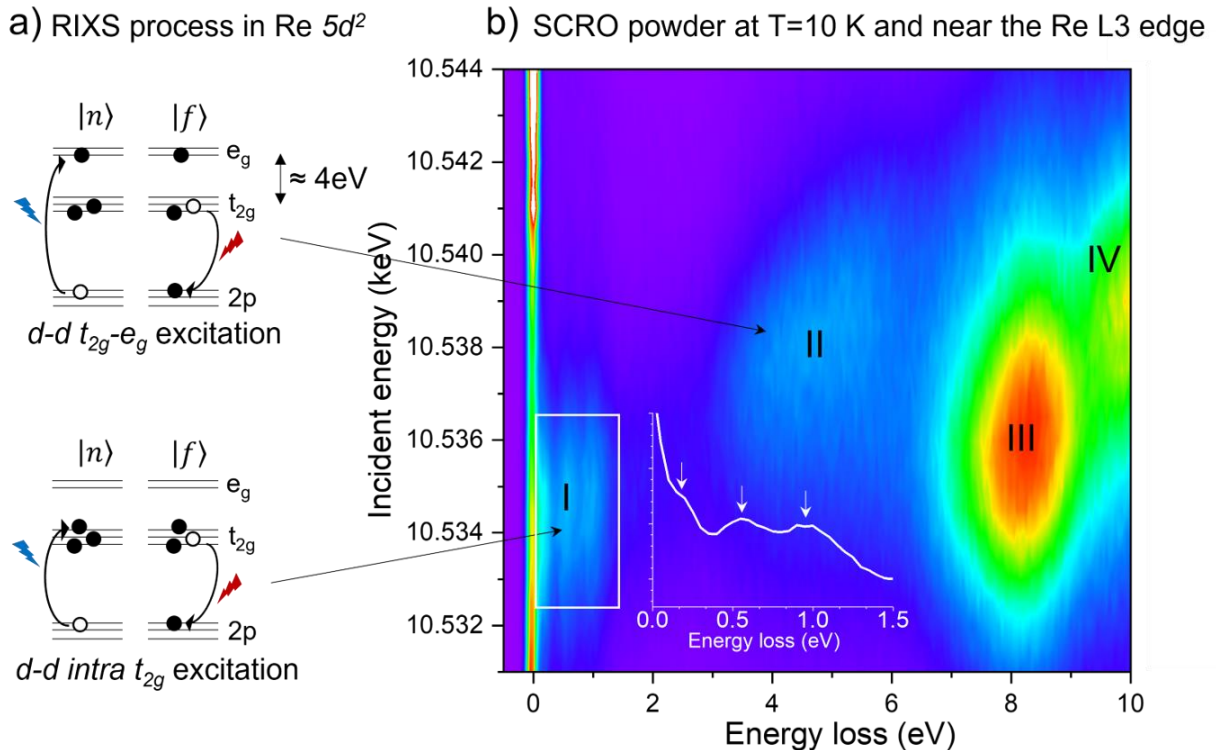 a) RIXS process in Re 5d²
|n⟩ |f⟩
e_g
≈ 4eV
t_2g
2p
d-d t_2g-e_g excitation
|n⟩ |f⟩
e_g
t_2g
2p
d-d intra t_2g excitation
b) SCRO powder at T=10 K and near the Re L3 edge
10.544
10.542
10.540
10.538
10.536
10.534
10.532
Incident energy (keV)
I
II
III
IV
0.0 0.5 1.0 1.5
Energy loss (eV)
0 2 4 6 8 10
Energy loss (eV)